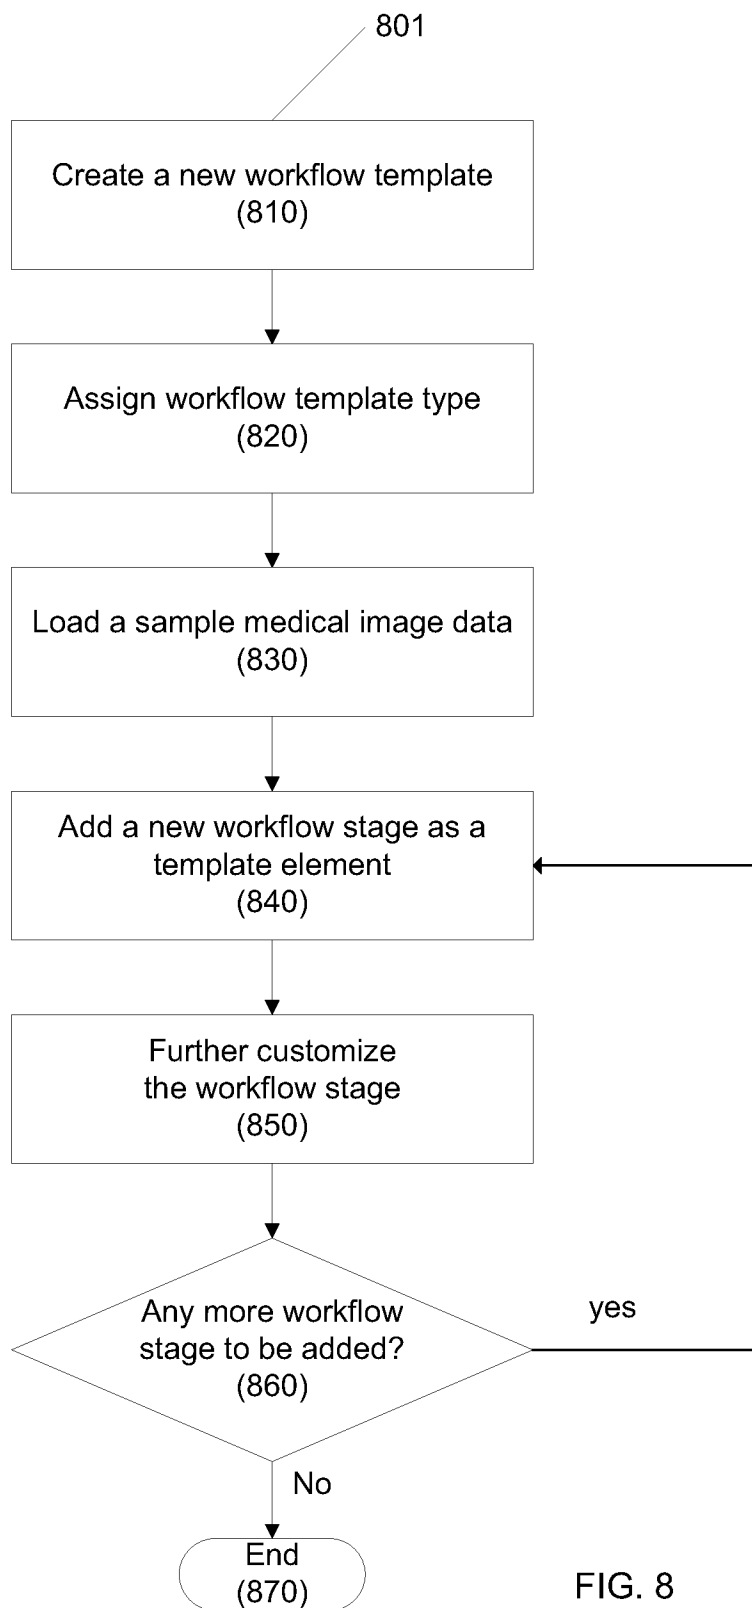 801
Create a new workflow template
(810)
Assign workflow template type
(820)
Load a sample medical image data
(830)
Add a new workflow stage as a
template element
(840)
Further customize
the workflow stage
(850)
Any more workflow
stage to be added?
(860)
yes
No
End
(870)
FIG. 8